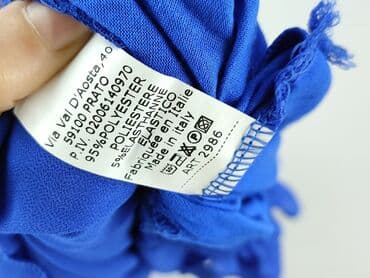 Via Val D'Aosta,40
59100 PRATO
P.IV 02006140970
95%POLYESTER
POLIESTERE
5%ELASTHANNE
ELASTICO
Fabriquée en Italie
Made in italy
ART 2986